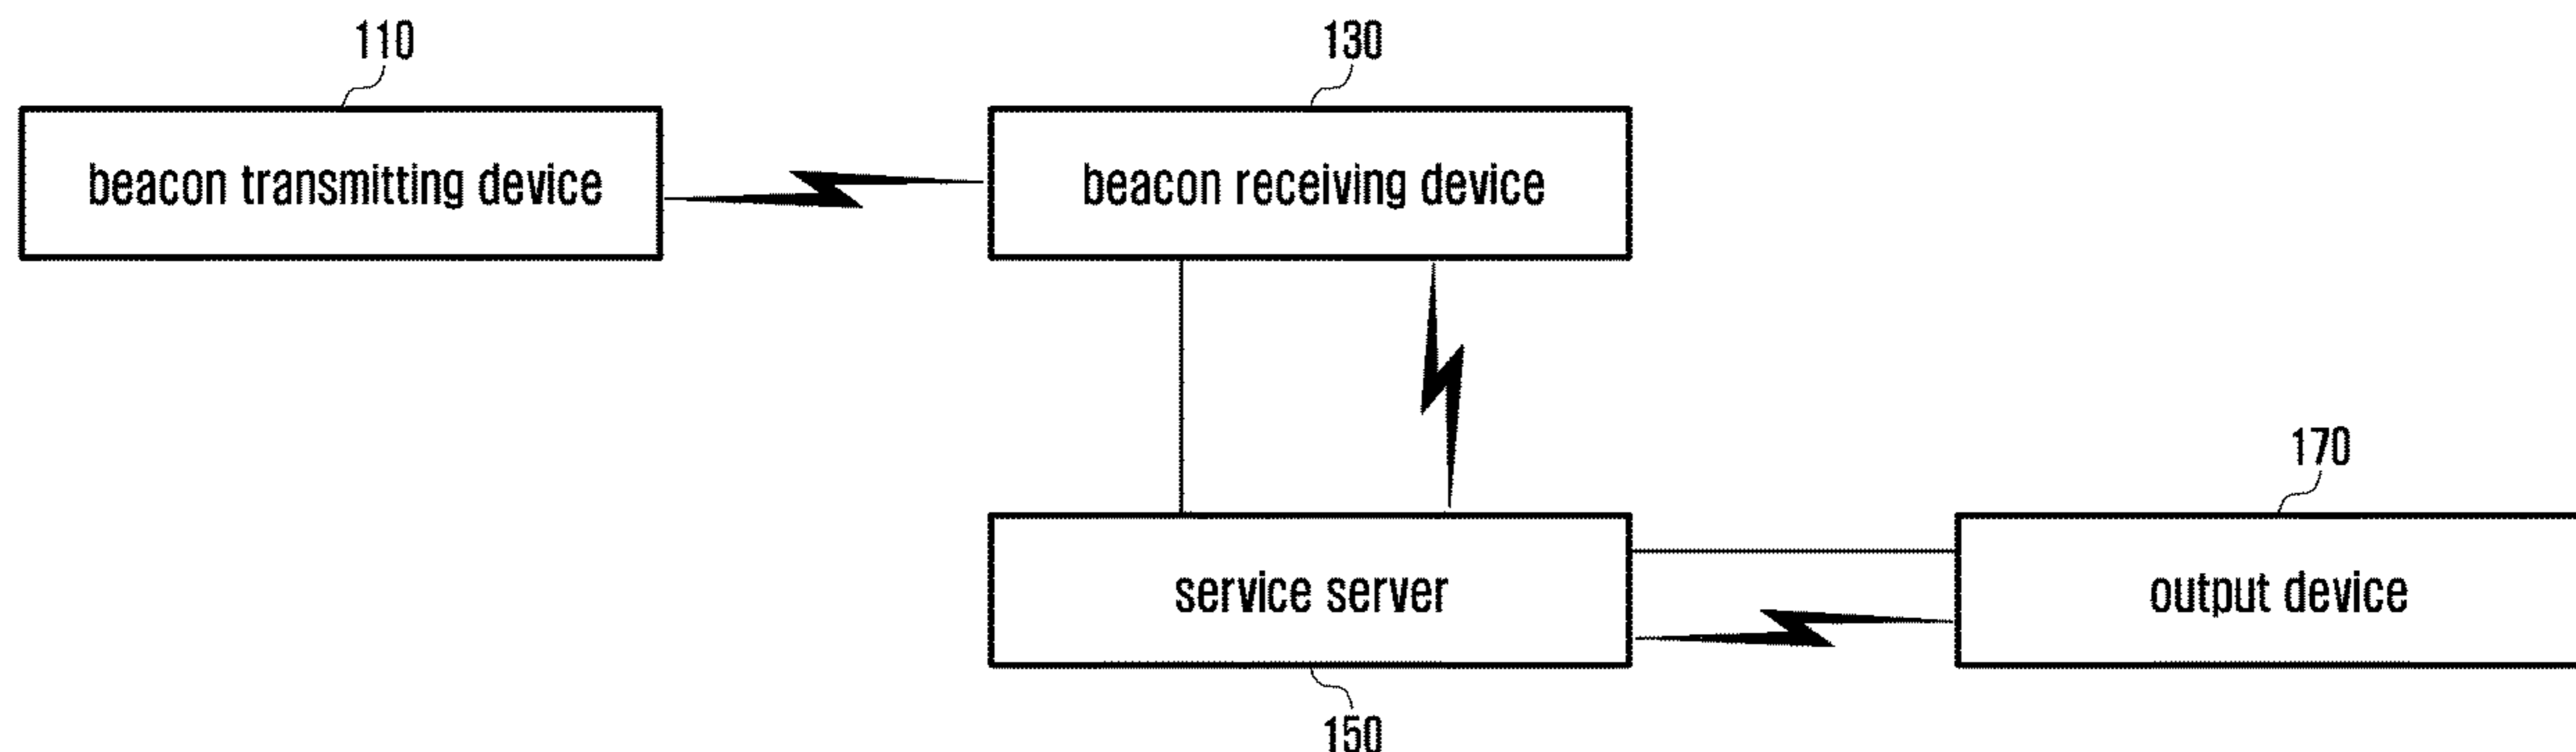 110
130
beacon transmitting device
beacon receiving device
170
service server
output device
150